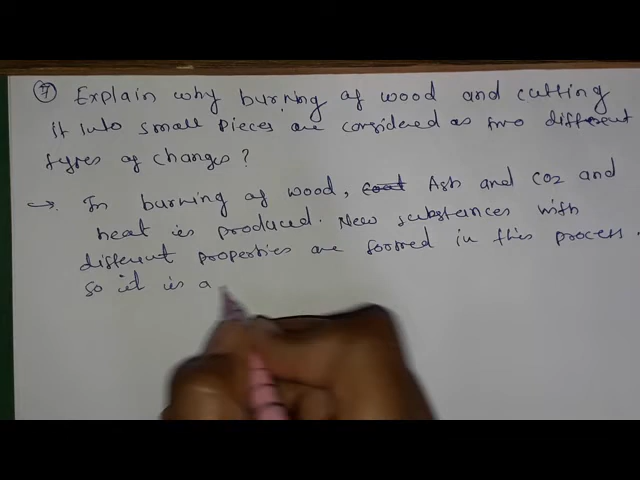 ⑦ Explain why burning of wood and cutting
it into small pieces are considered as two different
types of changes?
→ In burning of wood, Ash and CO2 and
heat is produced. New substances with
different properties are formed in this process.
so it is a